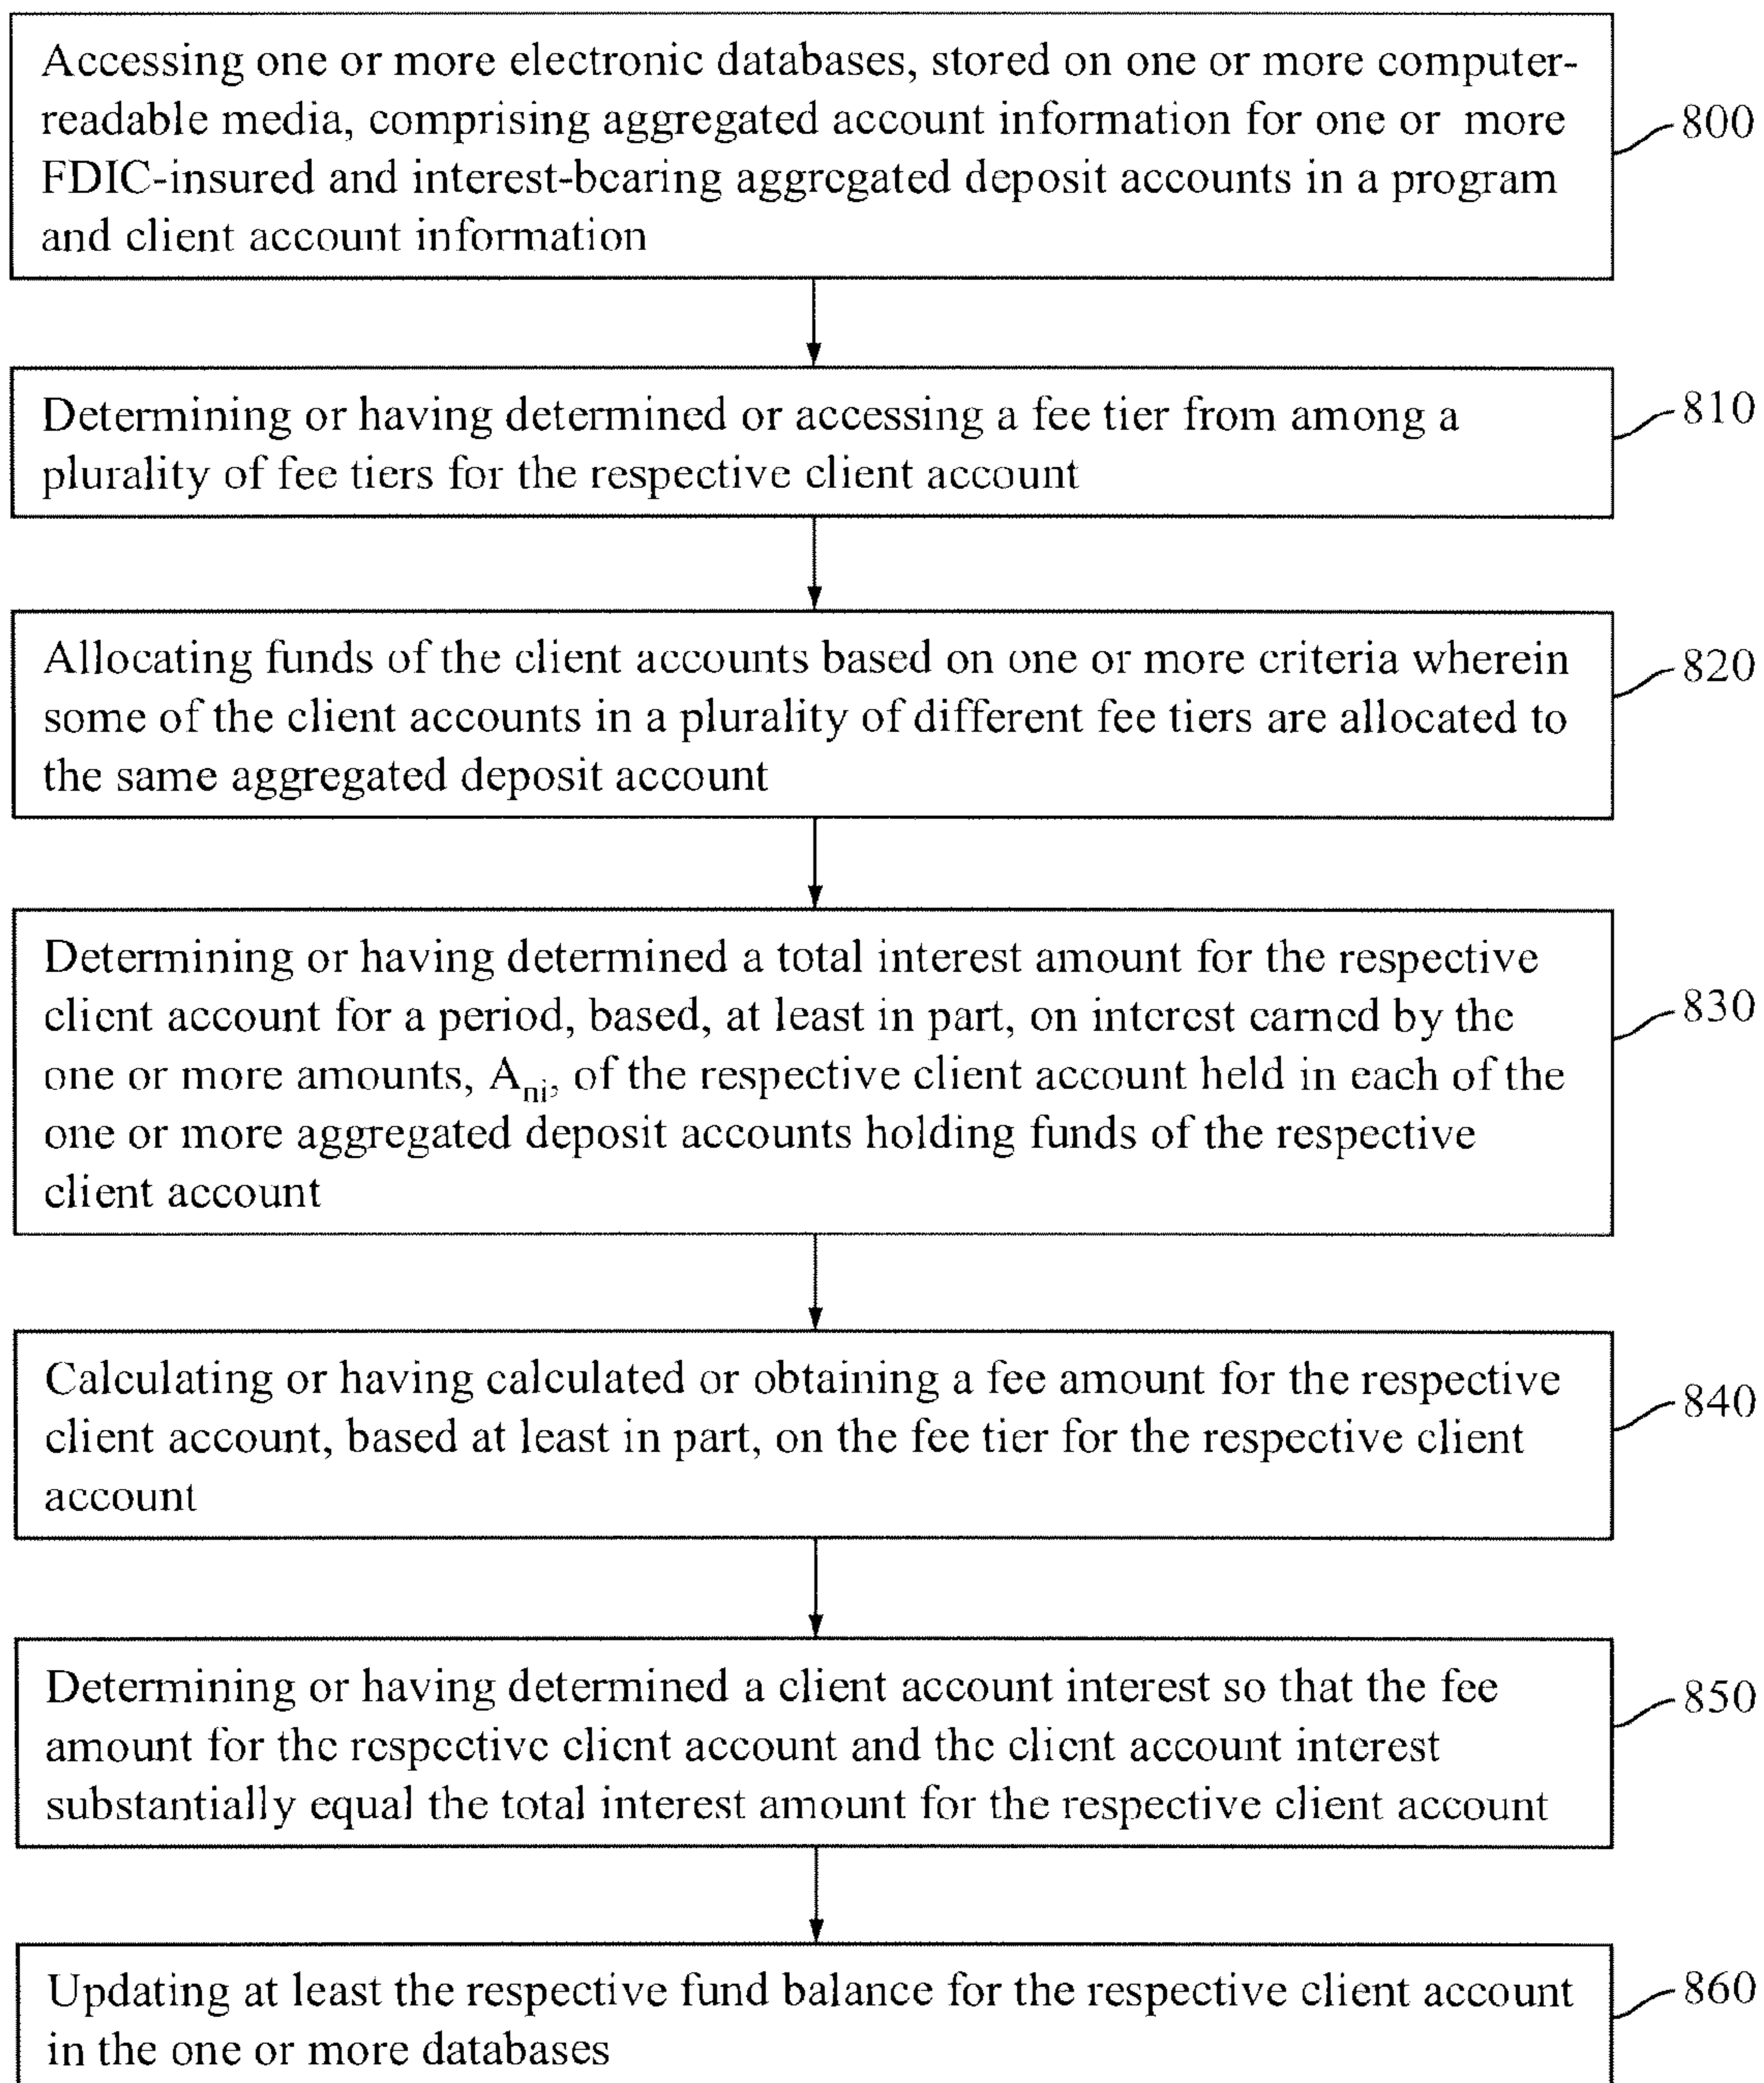 Accessing one or more electronic databases, stored on one or more computer-
readable media, comprising aggregated account information for one or more
FDIC-insured and interest-bearing aggregated deposit accounts in a program
and client account information
800
Determining or having determined or accessing a fee tier from among a
plurality of fee tiers for the respective client account
810
Allocating funds of the client accounts based on one or more criteria wherein
some of the client accounts in a plurality of different fee tiers are allocated to
the same aggregated deposit account
820
Determining or having determined a total interest amount for the respective
client account for a period, based, at least in part, on interest earned by the
one or more amounts, Ani, of the respective client account held in each of the
one or more aggregated deposit accounts holding funds of the respective
client account
830
Calculating or having calculated or obtaining a fee amount for the respective
client account, based at least in part, on the fee tier for the respective client
account
840
Determining or having determined a client account interest so that the fee
amount for the respective client account and the client account interest
substantially equal the total interest amount for the respective client account
850
Updating at least the respective fund balance for the respective client account
in the one or more databases
860